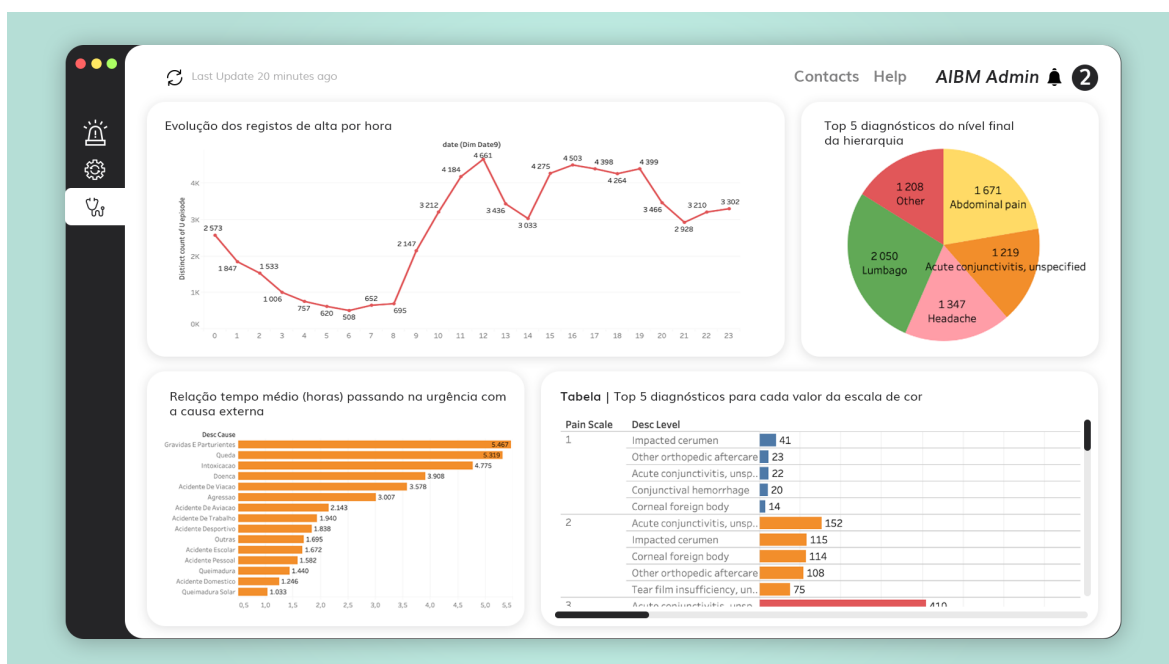 Last Update 20 minutes ago
Contacts Help AIBM Admin 2
Evolução dos registos de alta por hora
date (Dim Date9)
Distinct count of U episode
4K
3K
2K
1K
0K
2 573
1 847
1 533
1 006
757
620
508
652
695
2 147
3 212
4 184
4 661
3 436
3 033
4 275
4 503
4 398
4 264
4 399
3 466
2 928
3 210
3 302
0 1 2 3 4 5 6 7 8 9 10 11 12 13 14 15 16 17 18 19 20 21 22 23
Top 5 diagnósticos do nível final
da hierarquia
1 208
Other
1 671
Abdominal pain
1 219
Acute conjunctivitis, unspecified
2 050
Lumbago
1 347
Headache
Relação tempo médio (horas) passando na urgência com
a causa externa
Desc Cause
Gravidas E Parturientes 5.467
Queda 5.319
Intoxicacao 4.775
Doenca 3.908
Acidente De Viacao 3.578
Agressao 3.007
Acidente De Aviacao 2.143
Acidente De Trabalho 1.940
Acidente Desportivo 1.838
Outras 1.695
Acidente Escolar 1.672
Acidente Pessoal 1.582
Queimadura 1.440
Acidente Domestico 1.246
Queimadura Solar 1.033
0,5 1,0 1,5 2,0 2,5 3,0 3,5 4,0 4,5 5,0 5,5
Tabela | Top 5 diagnósticos para cada valor da escala de cor
Pain Scale Desc Level
1 Impacted cerumen 41
Other orthopedic aftercare 23
Acute conjunctivitis, unsp.. 22
Conjunctival hemorrhage 20
Corneal foreign body 14
2 Acute conjunctivitis, unsp.. 152
Impacted cerumen 115
Corneal foreign body 114
Other orthopedic aftercare 108
Tear film insufficiency, un.. 75
3 Acute conjunctivitis, unsp.. 410